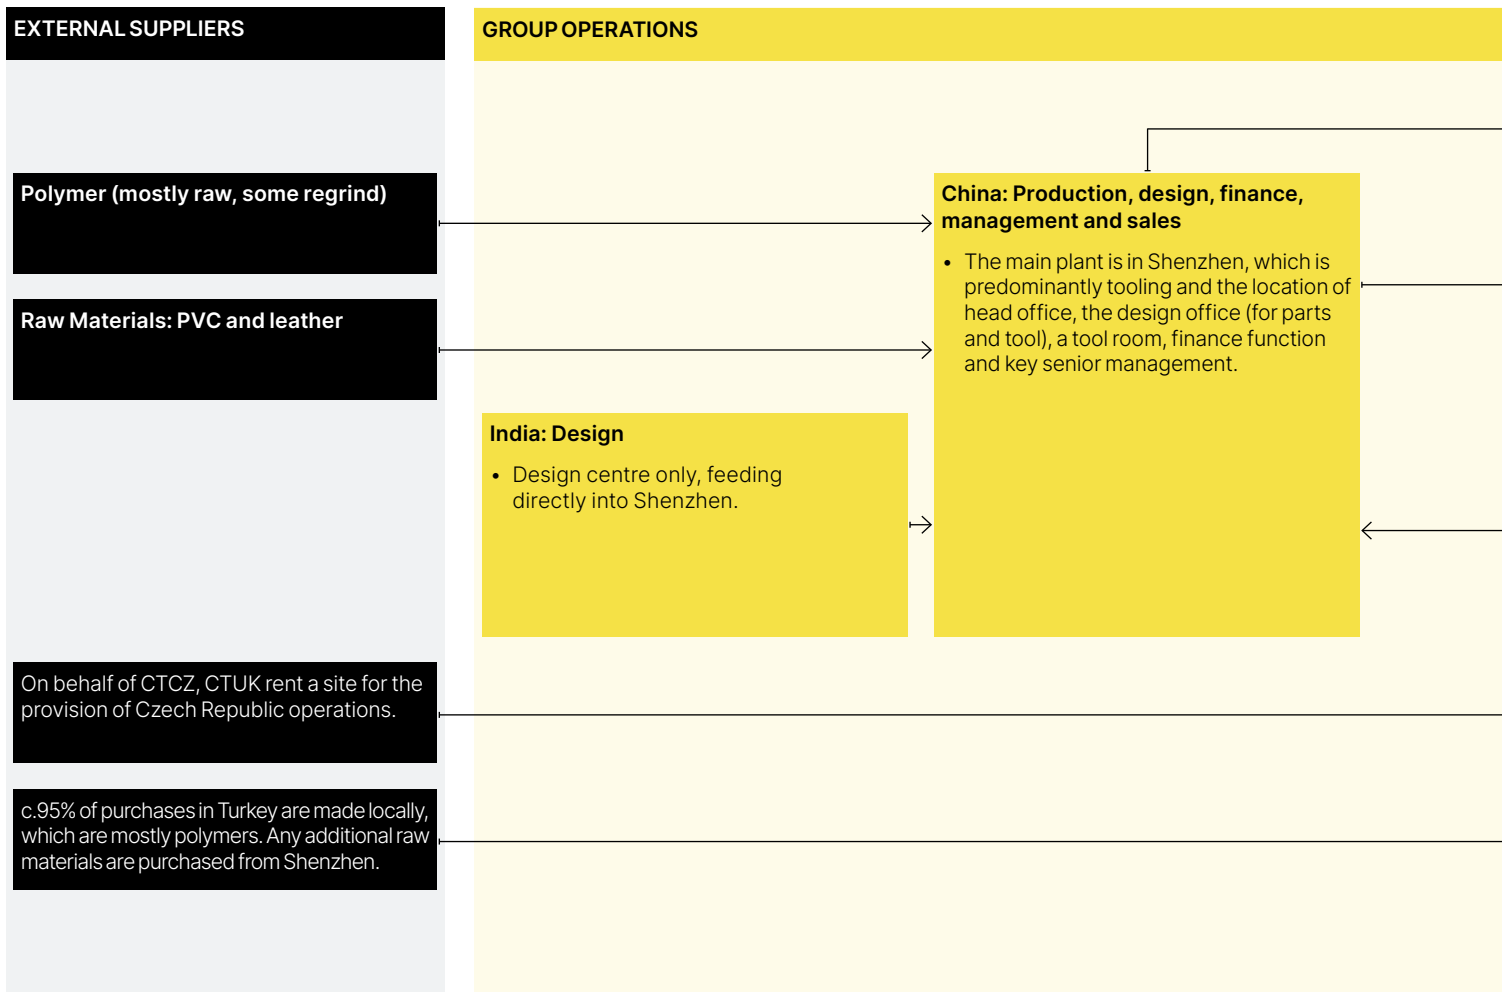 EXTERNAL SUPPLIERS
GROUP OPERATIONS
Polymer (mostly raw, some regrind)
Raw Materials: PVC and leather
China: Production, design, finance,
management and sales
• The main plant is in Shenzhen, which is
predominantly tooling and the location of
head office, the design office (for parts
and tool), a tool room, finance function
and key senior management.
India: Design
• Design centre only, feeding
directly into Shenzhen.
On behalf of CTCZ, CTUK rent a site for the
provision of Czech Republic operations.
c.95% of purchases in Turkey are made locally,
which are mostly polymers. Any additional raw
materials are purchased from Shenzhen.